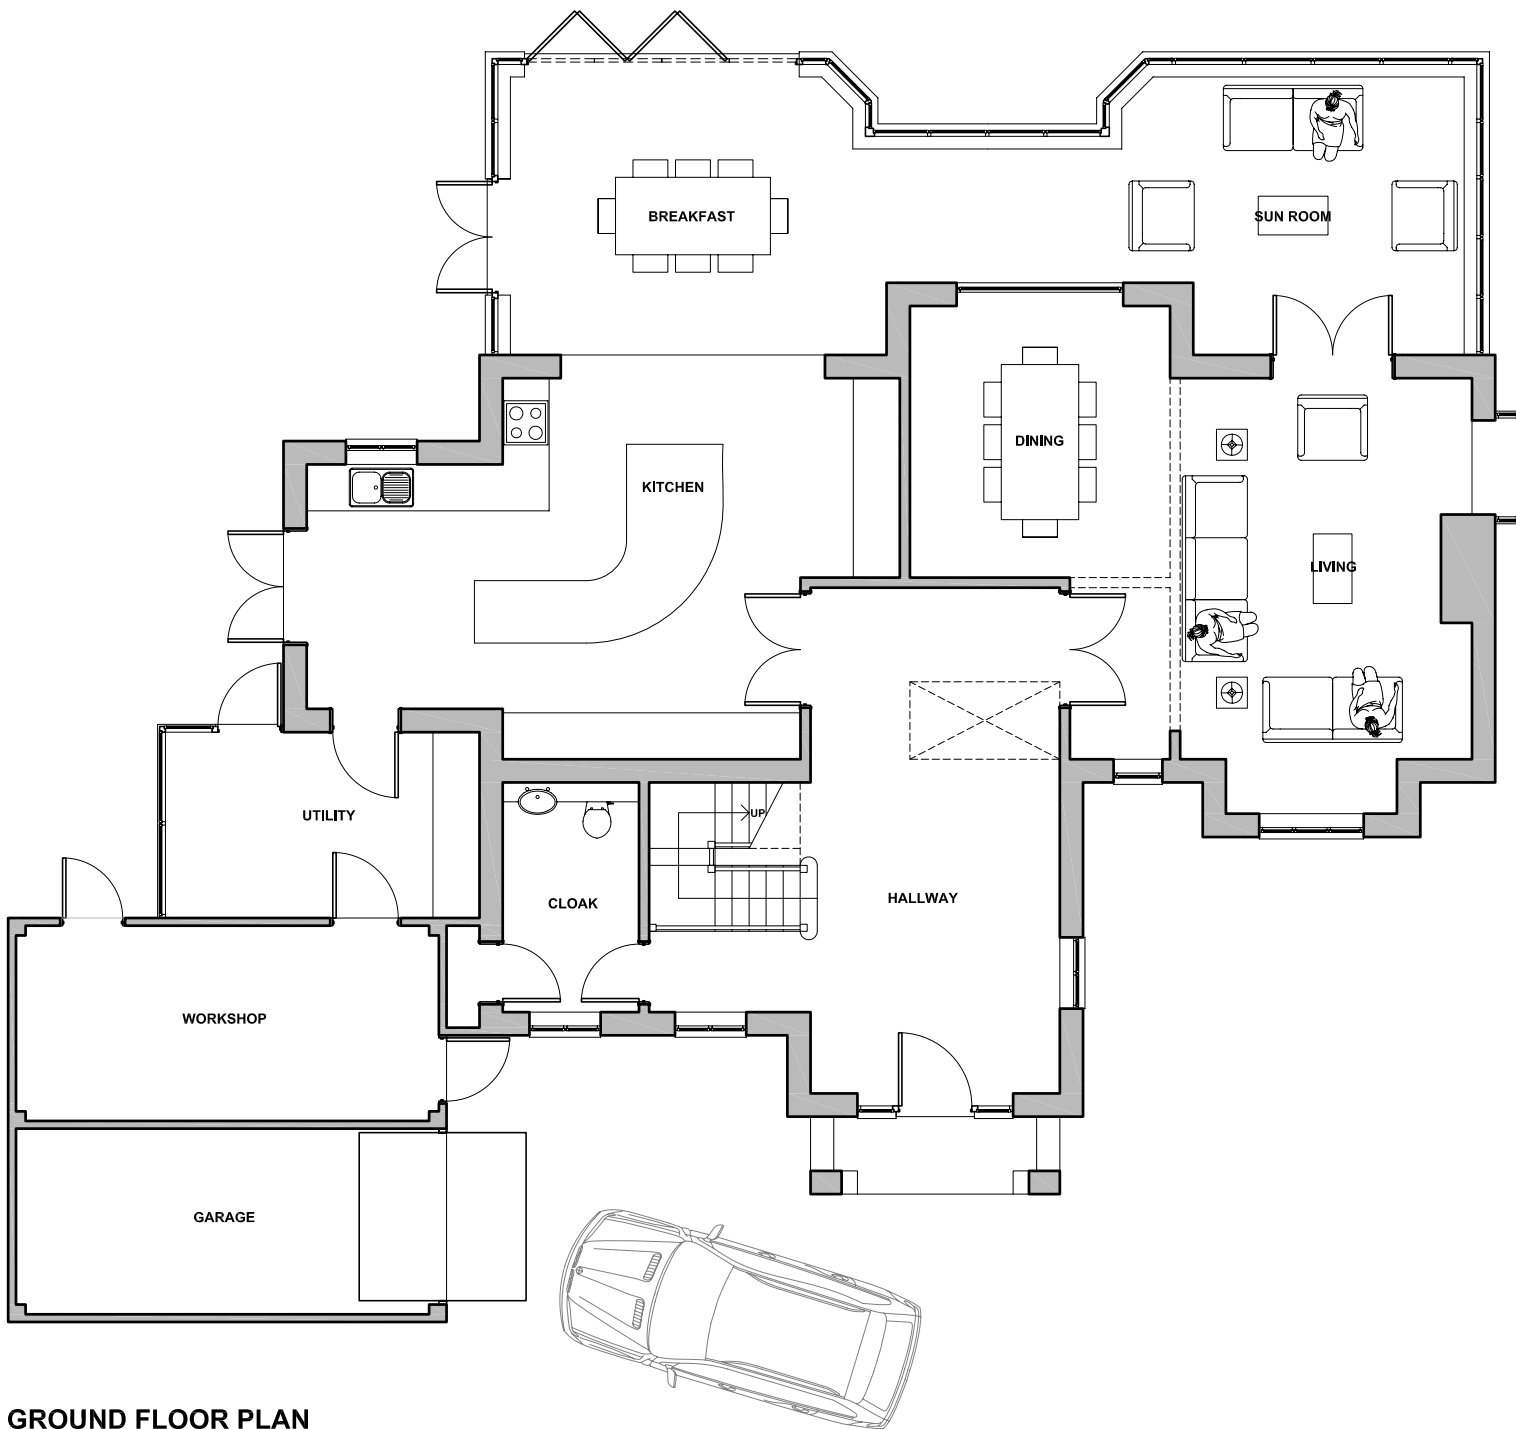 BREAKFAST
SUN ROOM
DINING
KITCHEN
LIVING
UTILITY
UP
CLOAK
HALLWAY
WORKSHOP
GARAGE
GROUND FLOOR PLAN